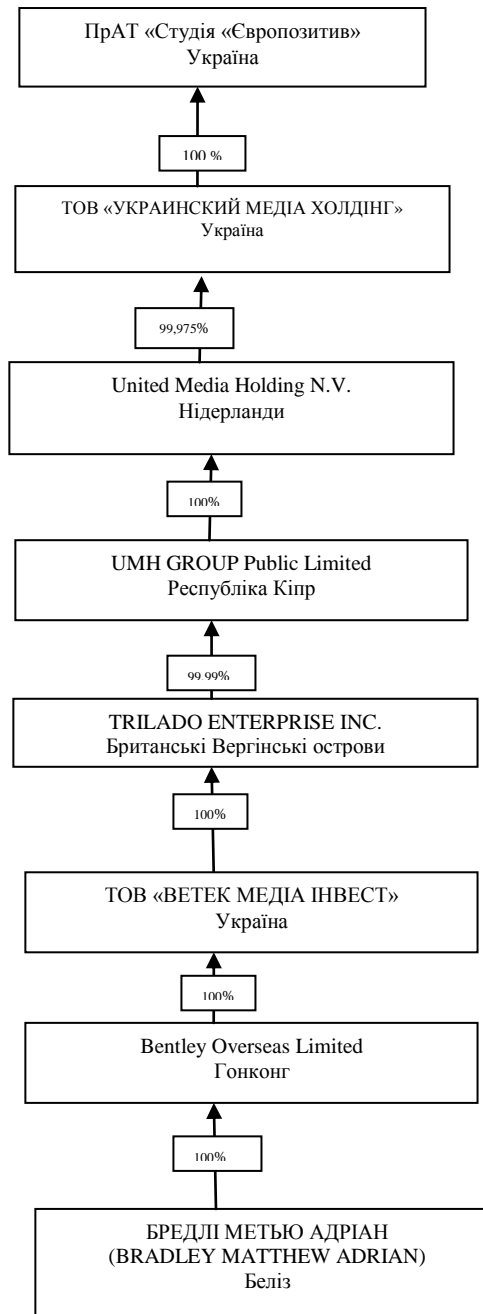 ПрАТ «Студія «Європозитив»
Україна
100 %
ТОВ «УКРАИНСКИЙ МЕДІА ХОЛДІНГ»
Україна
99,975%
United Media Holding N.V.
Нідерланди
100%
UMH GROUP Public Limited
Республіка Кіпр
99.99%
TRILADO ENTERPRISE INC.
Британські Вергінські острови
100%
ТОВ «ВЕТЕК МЕДІА ІНВЕСТ»
Україна
100%
Bentley Overseas Limited
Гонконг
100%
БРЕДЛІ МЕТЬЮ АДРІАН
(BRADLEY MATTHEW ADRIAN)
Беліз